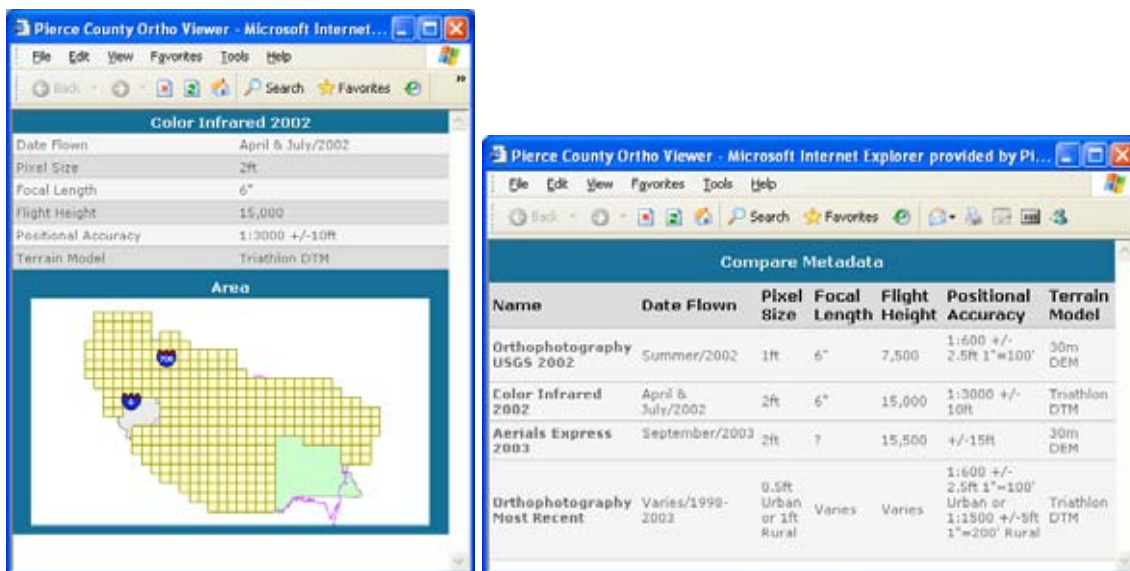 Pierce County Ortho Viewer - Microsoft Internet...
File Edit View Favorites Tools Help
Back Search Favorites »
Color Infrared 2002
Date Flown April & July/2002
Pixel Size 2ft
Focal Length 6"
Flight Height 15,000
Positional Accuracy 1:3000 +/-10ft
Terrain Model Triathlon DTM
Area
Pierce County Ortho Viewer - Microsoft Internet Explorer provided by Pi...
File Edit View Favorites Tools Help
Back Search Favorites
Compare Metadata
Name Date Flown Pixel Focal Flight Positional Terrain
Size Length Height Accuracy Model
Orthophotography Summer/2002 1ft 6" 7,500 1:600 +/- 30m
USGS 2002 2.5ft 1"=100' DEM
Color Infrared April & 2ft 6" 15,000 1:3000 +/- Triathlon
2002 July/2002 10ft DTM
Aerials Express September/2003 2ft ? 15,500 +/-15ft 30m
2003 DEM
Orthophotography Varies/1998- 0.5ft Varies Varies 1:600 +/- Triathlon
Most Recent 2003 Urban 2.5ft 1"=100' DTM
or 1ft Urban or
Rural 1:1500 +/-5ft
1"=200' Rural